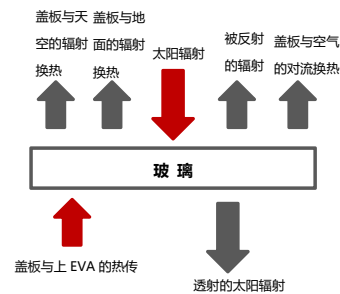 盖板与天
空的辐射
换热
盖板与地
面的辐射
换热
太阳辐射
被反射
的辐射
盖板与空气
的对流换热
玻 璃
盖板与上 EVA 的热传
透射的太阳辐射